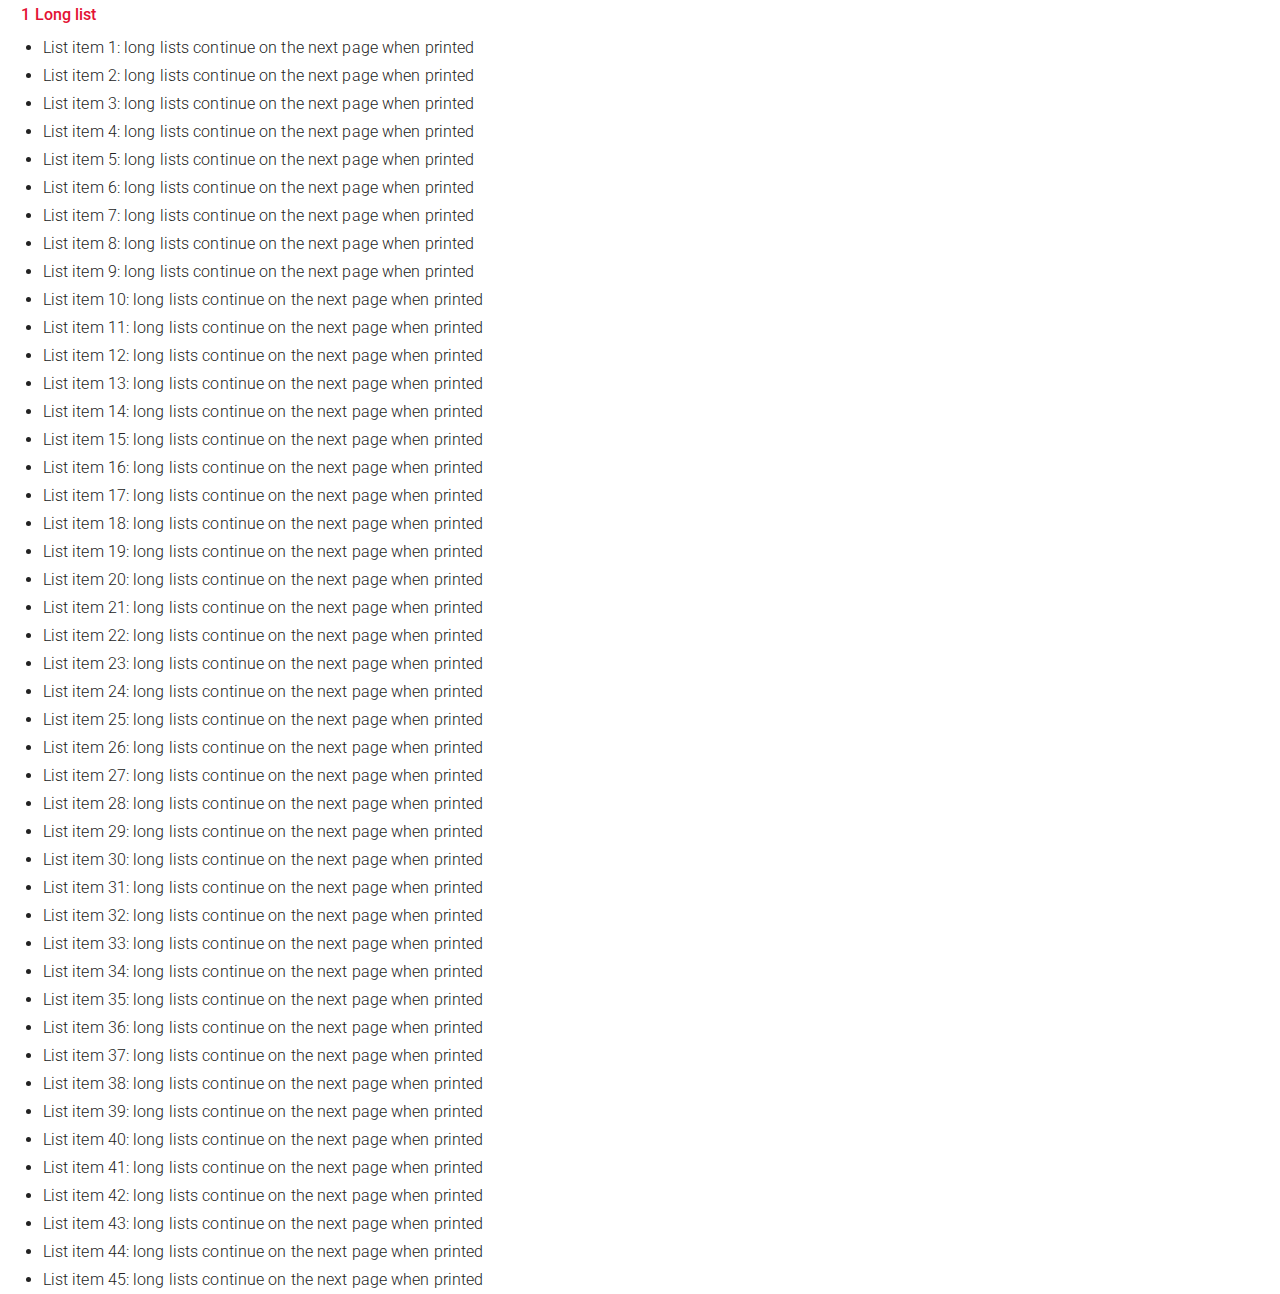 1 Long list
• List item 1: long lists continue on the next page when printed
• List item 2: long lists continue on the next page when printed
• List item 3: long lists continue on the next page when printed
• List item 4: long lists continue on the next page when printed
• List item 5: long lists continue on the next page when printed
• List item 6: long lists continue on the next page when printed
• List item 7: long lists continue on the next page when printed
• List item 8: long lists continue on the next page when printed
• List item 9: long lists continue on the next page when printed
• List item 10: long lists continue on the next page when printed
• List item 11: long lists continue on the next page when printed
• List item 12: long lists continue on the next page when printed
• List item 13: long lists continue on the next page when printed
• List item 14: long lists continue on the next page when printed
• List item 15: long lists continue on the next page when printed
• List item 16: long lists continue on the next page when printed
• List item 17: long lists continue on the next page when printed
• List item 18: long lists continue on the next page when printed
• List item 19: long lists continue on the next page when printed
• List item 20: long lists continue on the next page when printed
• List item 21: long lists continue on the next page when printed
• List item 22: long lists continue on the next page when printed
• List item 23: long lists continue on the next page when printed
• List item 24: long lists continue on the next page when printed
• List item 25: long lists continue on the next page when printed
• List item 26: long lists continue on the next page when printed
• List item 27: long lists continue on the next page when printed
• List item 28: long lists continue on the next page when printed
• List item 29: long lists continue on the next page when printed
• List item 30: long lists continue on the next page when printed
• List item 31: long lists continue on the next page when printed
• List item 32: long lists continue on the next page when printed
• List item 33: long lists continue on the next page when printed
• List item 34: long lists continue on the next page when printed
• List item 35: long lists continue on the next page when printed
• List item 36: long lists continue on the next page when printed
• List item 37: long lists continue on the next page when printed
• List item 38: long lists continue on the next page when printed
• List item 39: long lists continue on the next page when printed
• List item 40: long lists continue on the next page when printed
• List item 41: long lists continue on the next page when printed
• List item 42: long lists continue on the next page when printed
• List item 43: long lists continue on the next page when printed
• List item 44: long lists continue on the next page when printed
• List item 45: long lists continue on the next page when printed